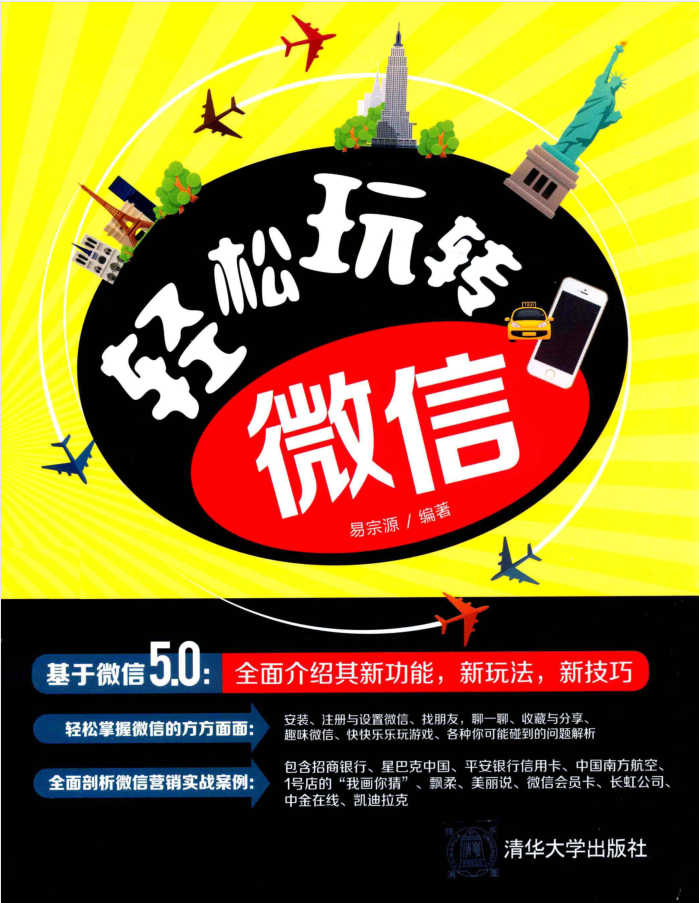 轻松玩转
TAXI
微信
易宗源 / 编著
基于微信5.0: 全面介绍其新功能，新玩法，新技巧
轻松掌握微信的方方面面:
安装、注册与设置微信、找朋友，聊一聊、收藏与分享、
趣味微信、快快乐乐玩游戏、各种你可能碰到的问题解析
全面剖析微信营销实战案例:
包含招商银行、星巴克中国、平安银行信用卡、中国南方航空、
1号店的“我画你猜”、飘柔、美丽说、微信会员卡、长虹公司、
中金在线、凯迪拉克
清华大学出版社